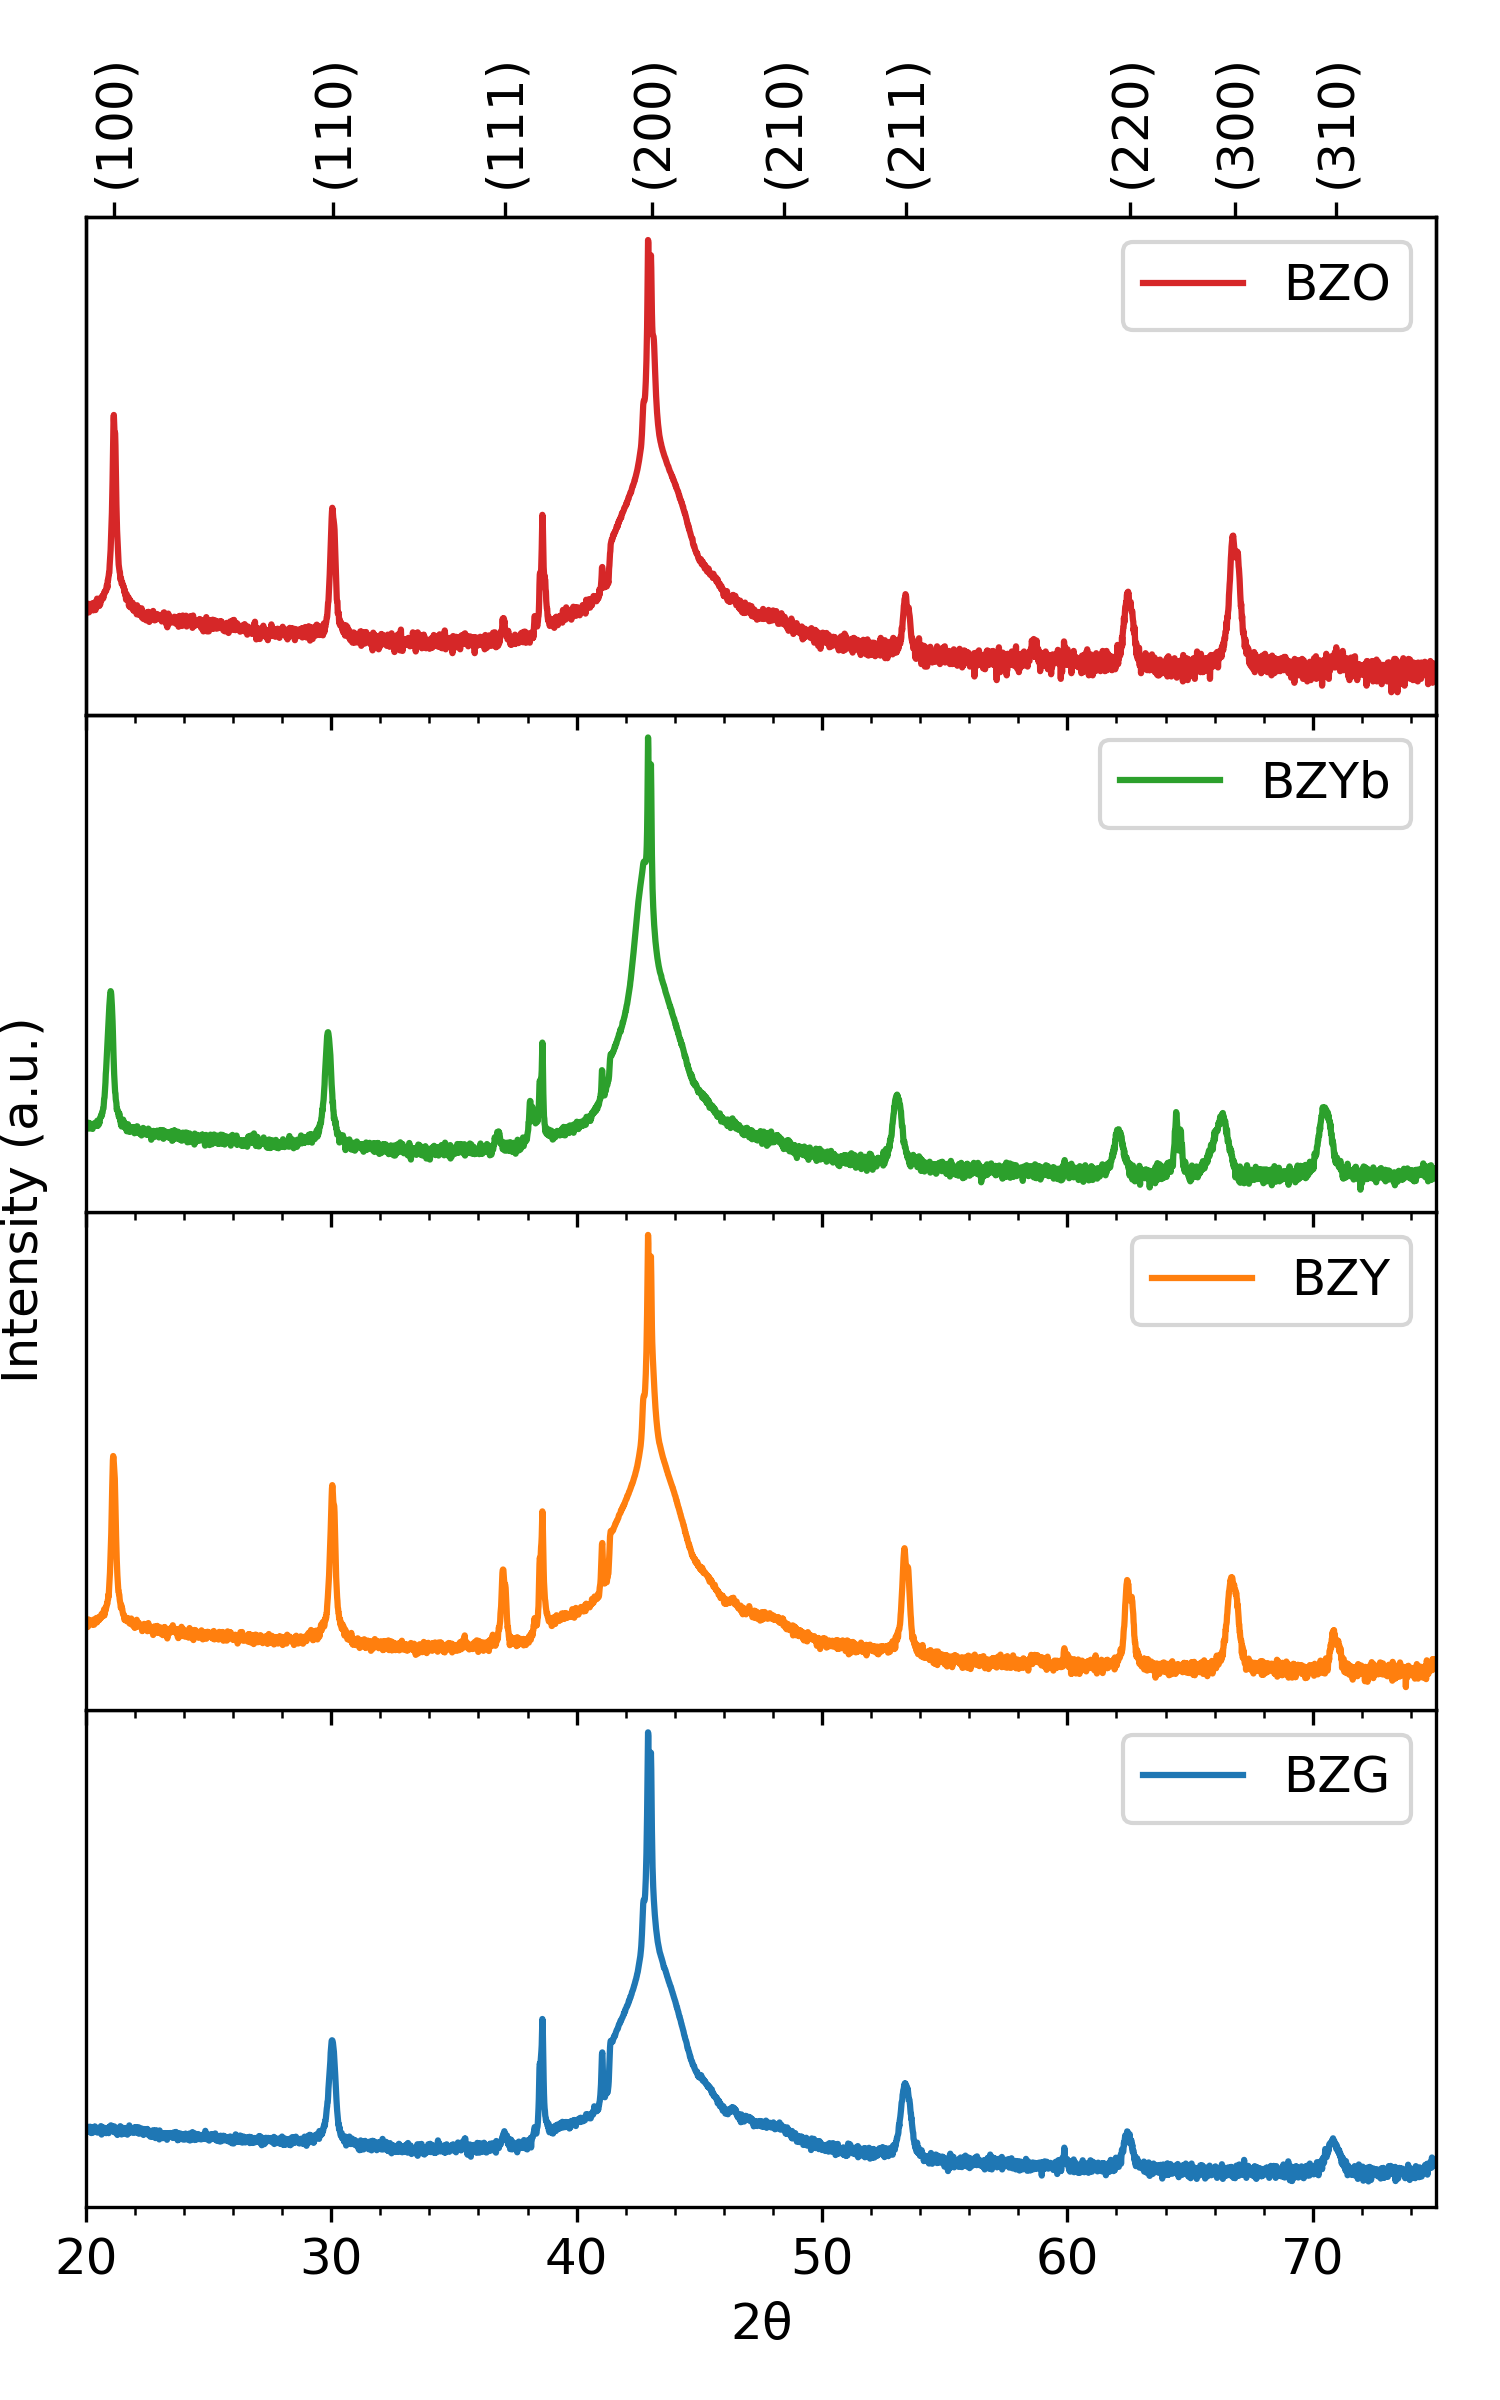 (100)
(110)
(111)
(200)
(210)
(211)
(220)
(300)
(310)
BZO
BZYb
Intensity (a.u.)
BZY
BZG
20
30
40
50
60
70
2θ